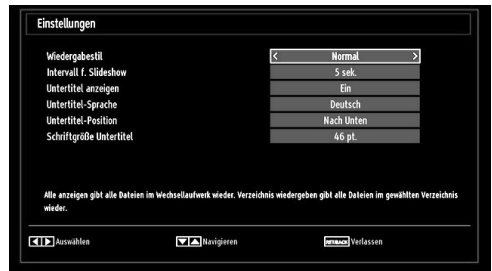 Einstellungen
Wiedergabestil < Normal >
Intervall f. Slideshow 5 sek.
Untertitel anzeigen Ein
Untertitel-Sprache Deutsch
Untertitel-Position Nach Unten
Schriftgröße Untertitel 46 pt.
Alle anzeigen gibt alle Dateien im Wechsellaufwerk wieder. Verzeichnis wiedergeben gibt alle Dateien im gewählten Verzeichnis
wieder.
Auswählen Navigieren RET/BACK Verlassen